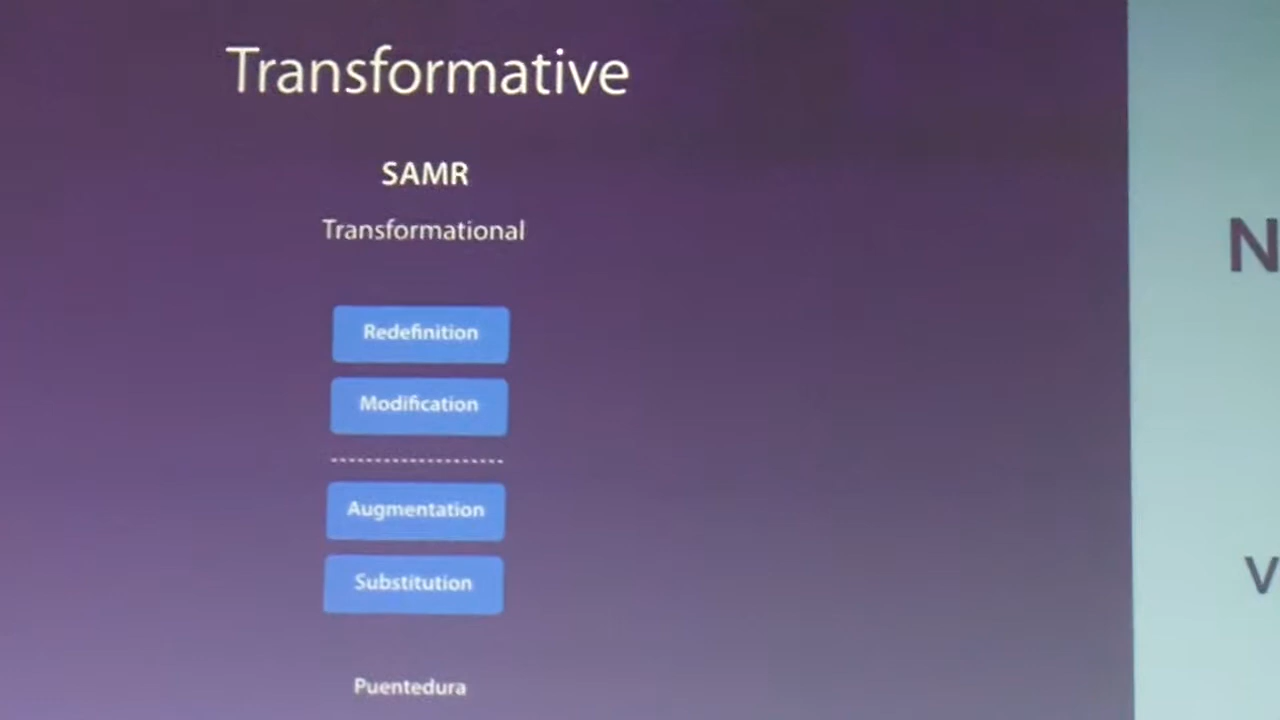 Transformative
SAMR
Transformational
Redefinition
Modification
Augmentation
Substitution
Puentedura
N
V